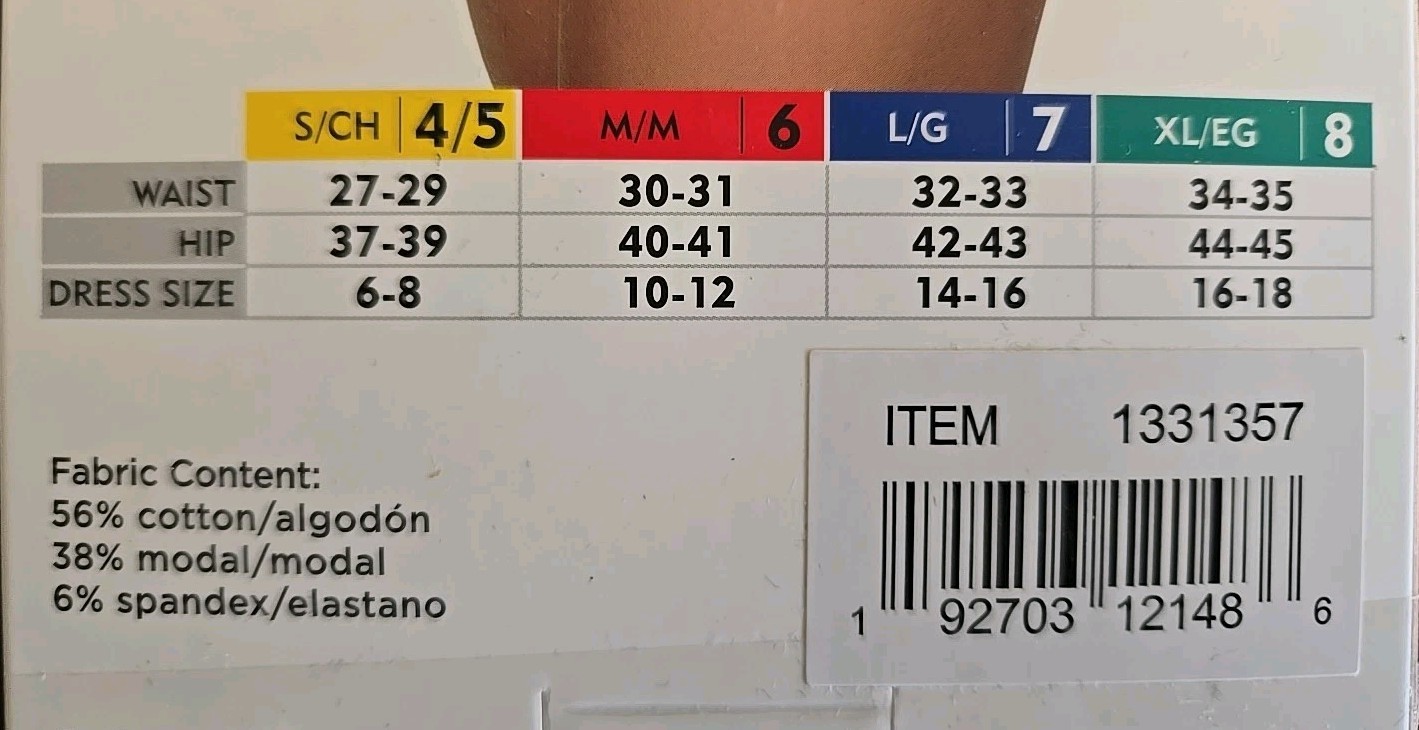 S/CH 4/5 M/M 6 L/G 7 XL/EG 8
WAIST 27-29 30-31 32-33 34-35
HIP 37-39 40-41 42-43 44-45
DRESS SIZE 6-8 10-12 14-16 16-18
Fabric Content:
56% cotton/algodón
38% modal/modal
6% spandex/elastano
ITEM 1331357
1 92703 12148 6